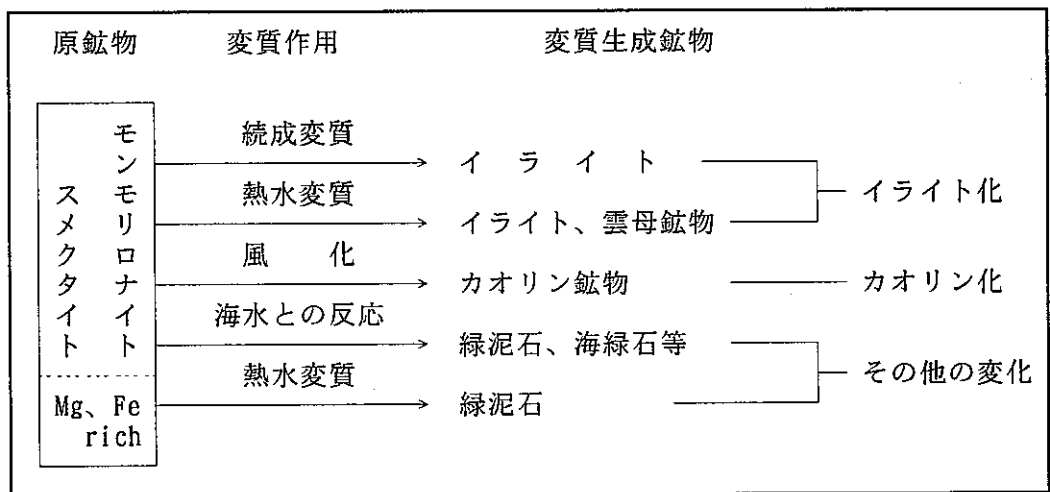 原鉱物 変質作用 変質生成鉱物
スメクタイト
モンモリロナイト
Mg、Fe
rich
続成変質
イライト
熱水変質
イライト、雲母鉱物
イライト化
風化
カオリン鉱物
カオリン化
海水との反応
緑泥石、海緑石等
熱水変質
緑泥石
その他の変化